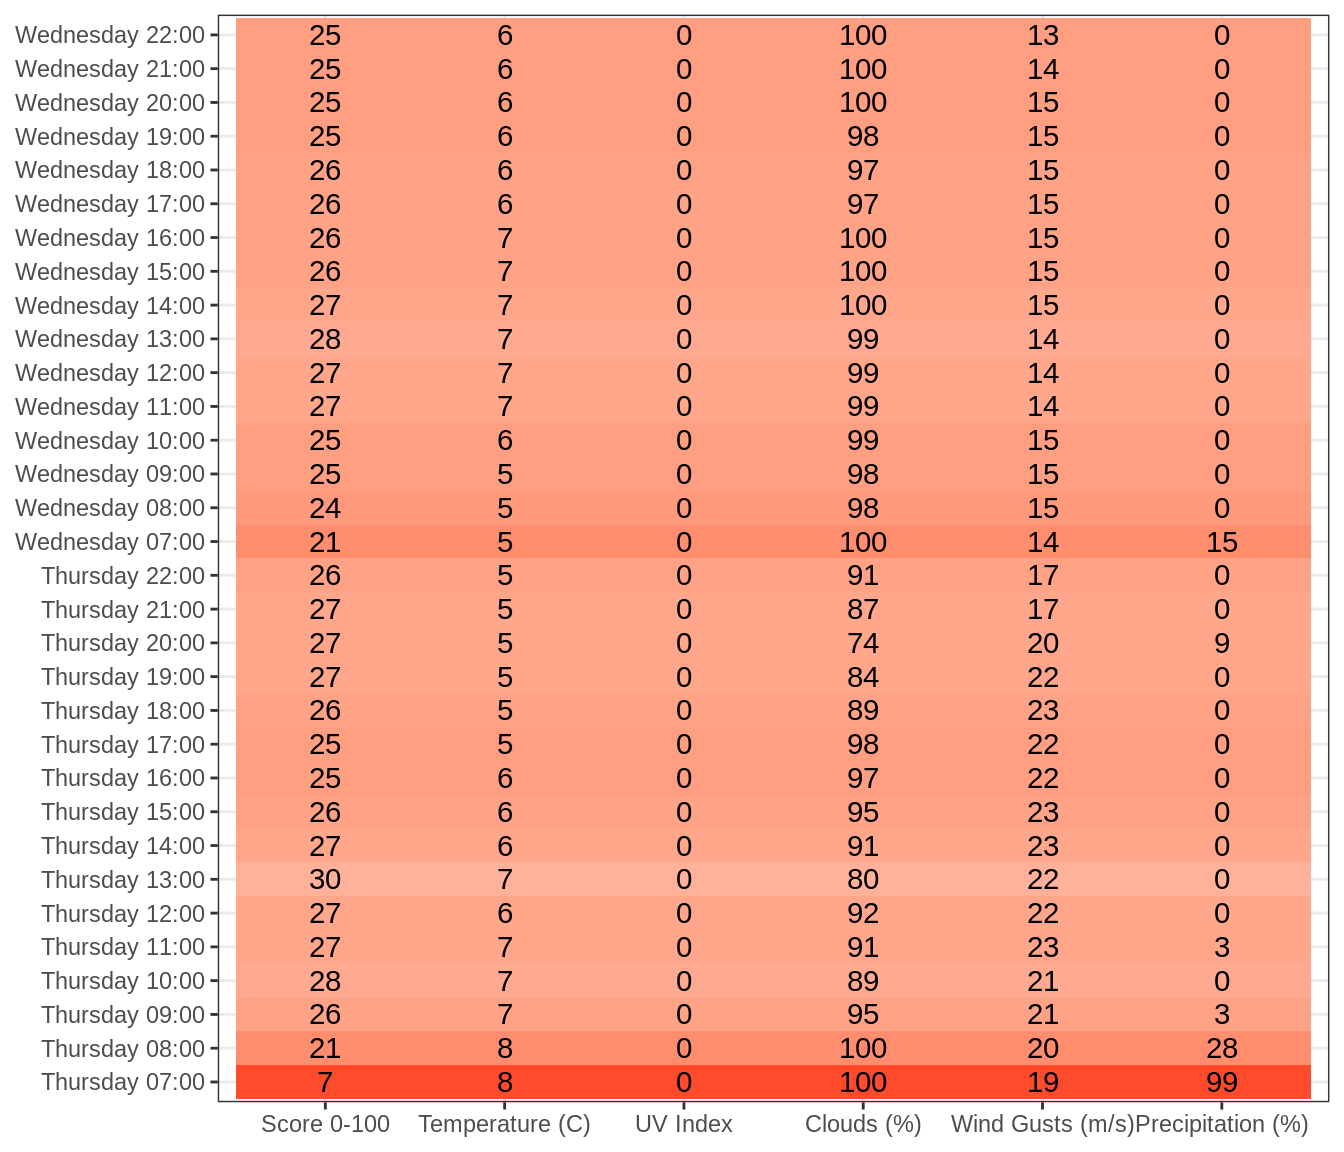 Wednesday 22:00 25 6 0 100 13 0
Wednesday 21:00 25 6 0 100 14 0
Wednesday 20:00 25 6 0 100 15 0
Wednesday 19:00 25 6 0 98 15 0
Wednesday 18:00 26 6 0 97 15 0
Wednesday 17:00 26 6 0 97 15 0
Wednesday 16:00 26 7 0 100 15 0
Wednesday 15:00 26 7 0 100 15 0
Wednesday 14:00 27 7 0 100 15 0
Wednesday 13:00 28 7 0 99 14 0
Wednesday 12:00 27 7 0 99 14 0
Wednesday 11:00 27 7 0 99 14 0
Wednesday 10:00 25 6 0 99 15 0
Wednesday 09:00 25 5 0 98 15 0
Wednesday 08:00 24 5 0 98 15 0
Wednesday 07:00 21 5 0 100 14 15
Thursday 22:00 26 5 0 91 17 0
Thursday 21:00 27 5 0 87 17 0
Thursday 20:00 27 5 0 74 20 9
Thursday 19:00 27 5 0 84 22 0
Thursday 18:00 26 5 0 89 23 0
Thursday 17:00 25 5 0 98 22 0
Thursday 16:00 25 6 0 97 22 0
Thursday 15:00 26 6 0 95 23 0
Thursday 14:00 27 6 0 91 23 0
Thursday 13:00 30 7 0 80 22 0
Thursday 12:00 27 6 0 92 22 0
Thursday 11:00 27 7 0 91 23 3
Thursday 10:00 28 7 0 89 21 0
Thursday 09:00 26 7 0 95 21 3
Thursday 08:00 21 8 0 100 20 28
Thursday 07:00 7 8 0 100 19 99
Score 0-100 Temperature (C) UV Index Clouds (%) Wind Gusts (m/s) Precipitation (%)